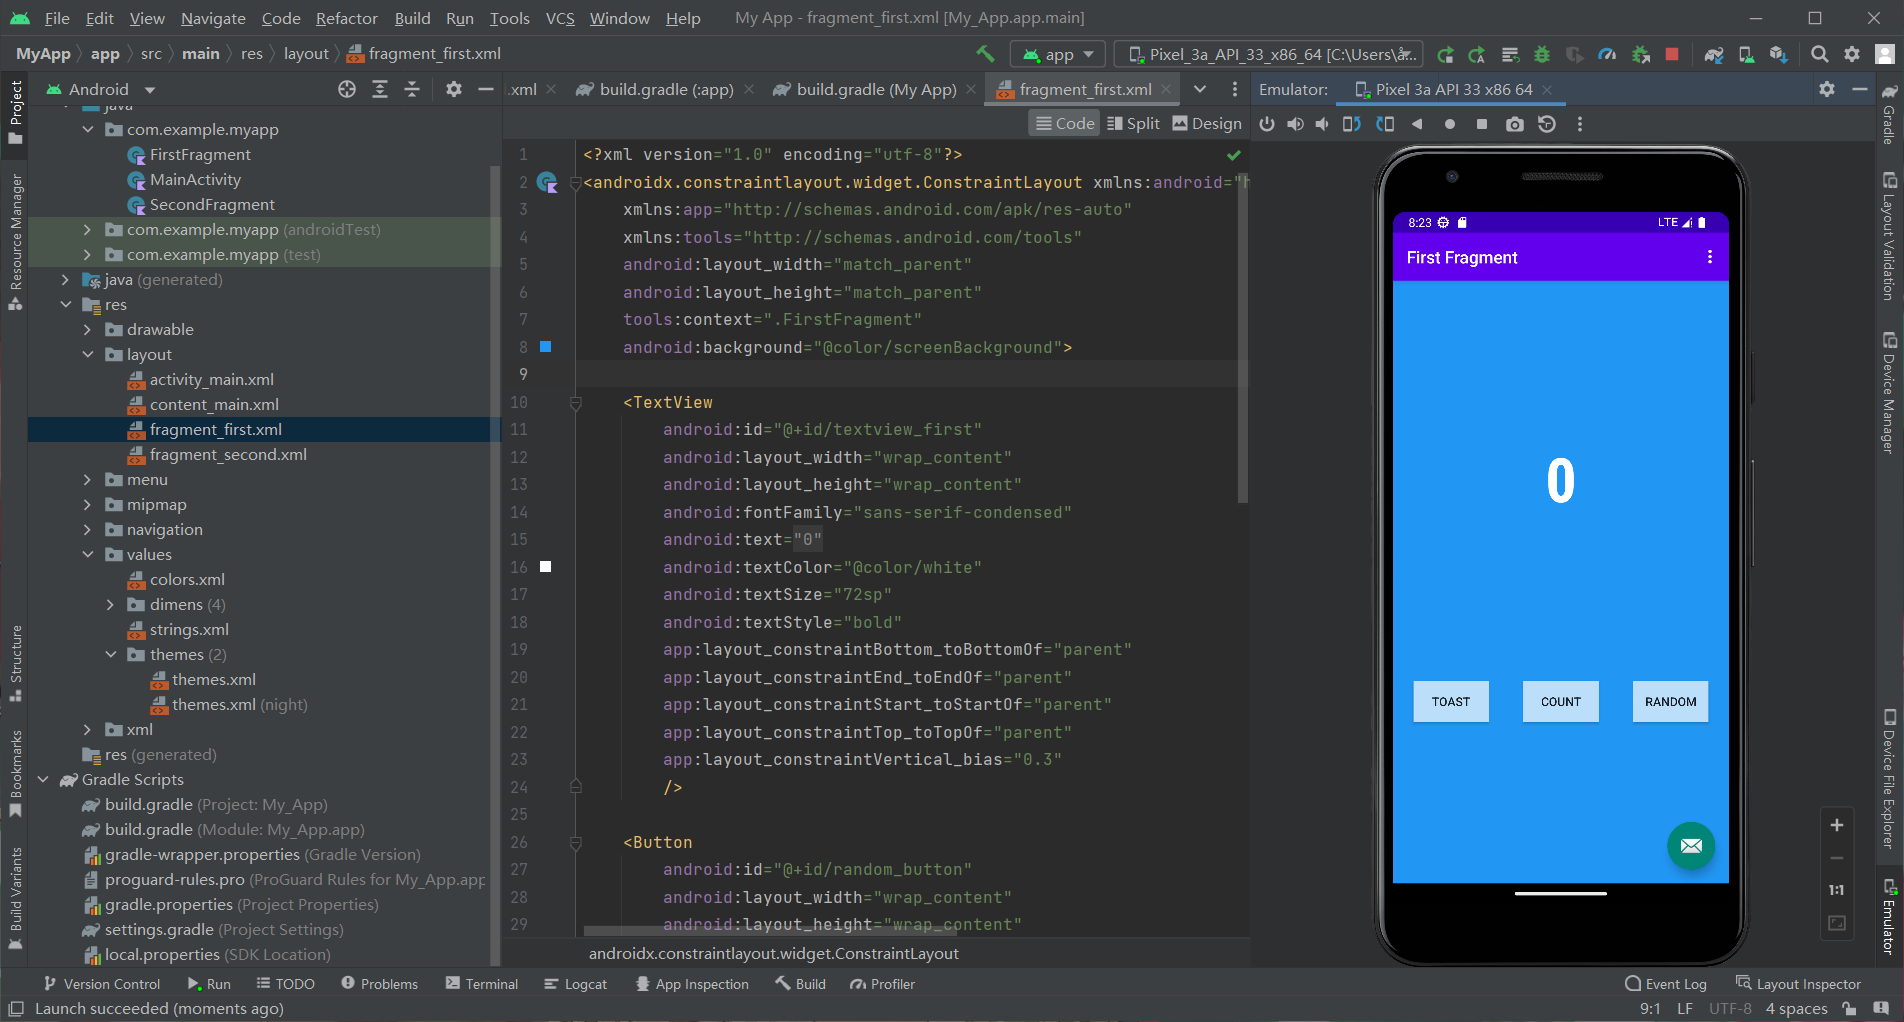 File Edit View Navigate Code Refactor Build Run Tools VCS Window Help My App - fragment_first.xml [My_App.app.main]
MyApp app src main res layout fragment_first.xml app Pixel_3a_API_33_x86_64 [C:\Users\
Android
.xml build.gradle (:app) build.gradle (My App) fragment_first.xml
Emulator: Pixel 3a API 33 x86 64
Code Split Design
Project
Resource Manager
Structure
Bookmarks
Build Variants
java
com.example.myapp
FirstFragment
MainActivity
SecondFragment
com.example.myapp (androidTest)
com.example.myapp (test)
java (generated)
res
drawable
layout
activity_main.xml
content_main.xml
fragment_first.xml
fragment_second.xml
menu
mipmap
navigation
values
colors.xml
dimens (4)
strings.xml
themes (2)
themes.xml
themes.xml (night)
xml
res (generated)
Gradle Scripts
build.gradle (Project: My_App)
build.gradle (Module: My_App.app)
gradle-wrapper.properties (Gradle Version)
proguard-rules.pro (ProGuard Rules for My_App.app
gradle.properties (Project Properties)
settings.gradle (Project Settings)
local.properties (SDK Location)
1 <?xml version="1.0" encoding="utf-8"?>
2 <androidx.constraintlayout.widget.ConstraintLayout xmlns:android="h
3 xmlns:app="http://schemas.android.com/apk/res-auto"
4 xmlns:tools="http://schemas.android.com/tools"
5 android:layout_width="match_parent"
6 android:layout_height="match_parent"
7 tools:context=".FirstFragment"
8 android:background="@color/screenBackground">
9
10 <TextView
11 android:id="@+id/textview_first"
12 android:layout_width="wrap_content"
13 android:layout_height="wrap_content"
14 android:fontFamily="sans-serif-condensed"
15 android:text="0"
16 android:textColor="@color/white"
17 android:textSize="72sp"
18 android:textStyle="bold"
19 app:layout_constraintBottom_toBottomOf="parent"
20 app:layout_constraintEnd_toEndOf="parent"
21 app:layout_constraintStart_toStartOf="parent"
22 app:layout_constraintTop_toTopOf="parent"
23 app:layout_constraintVertical_bias="0.3"
24 />
25
26 <Button
27 android:id="@+id/random_button"
28 android:layout_width="wrap_content"
29 android:layout_height="wrap_content"
androidx.constraintlayout.widget.ConstraintLayout
8:23 LTE
First Fragment
0
TOAST COUNT RANDOM
1:1
Gradle
Layout Validation
Device Manager
Device File Explorer
Emulator
Version Control Run TODO Problems Terminal Logcat App Inspection Build Profiler Event Log Layout Inspector
Launch succeeded (moments ago) 9:1 LF UTF-8 4 spaces